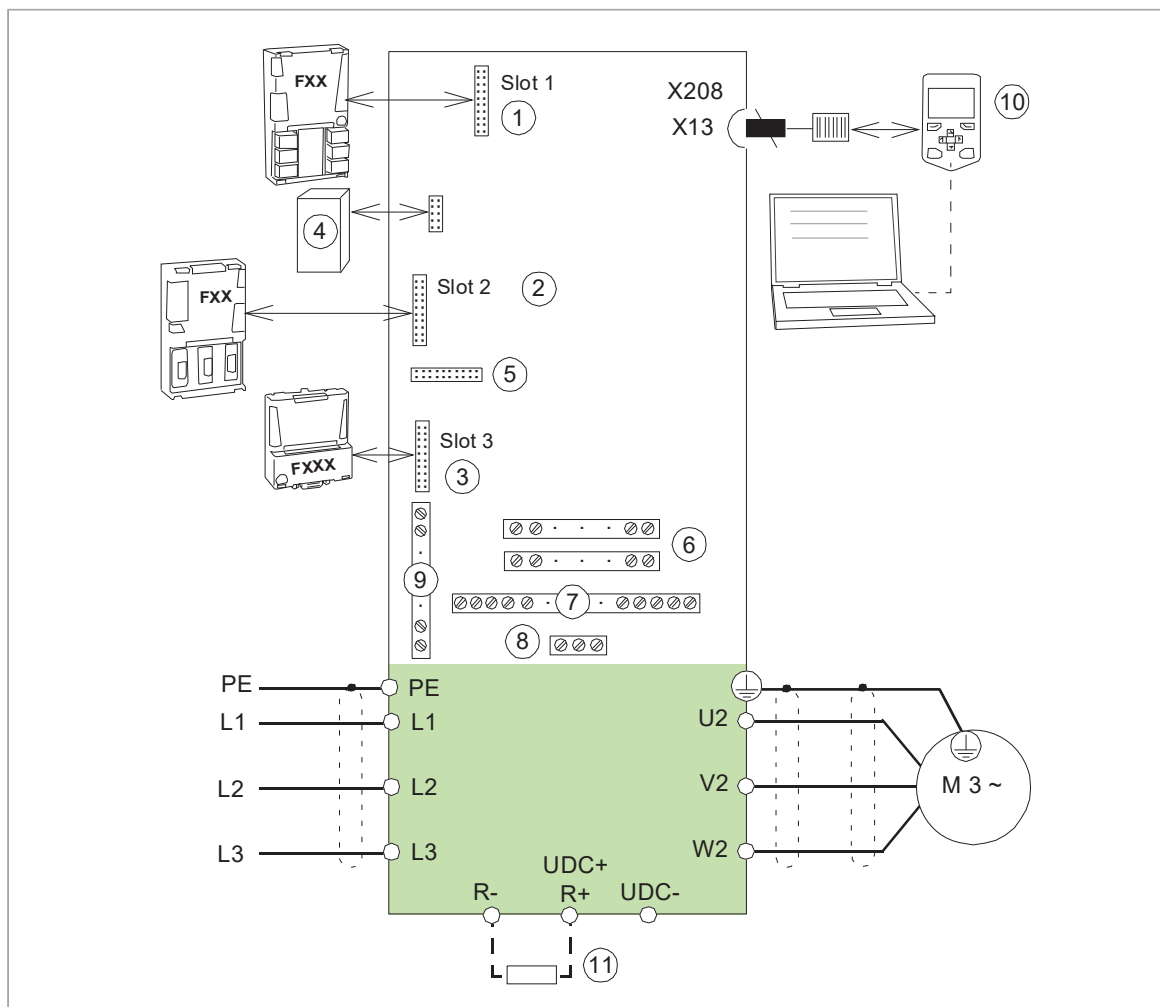 FXX
Slot 1
1
X208
X13
10
4
FXX
Slot 2
2
5
FXXX
Slot 3
3
6
9
7
8
PE
PE
L1
L1
U2
L2
L2
V2
M 3 ~
L3
L3
W2
UDC+
R-
R+
UDC-
11